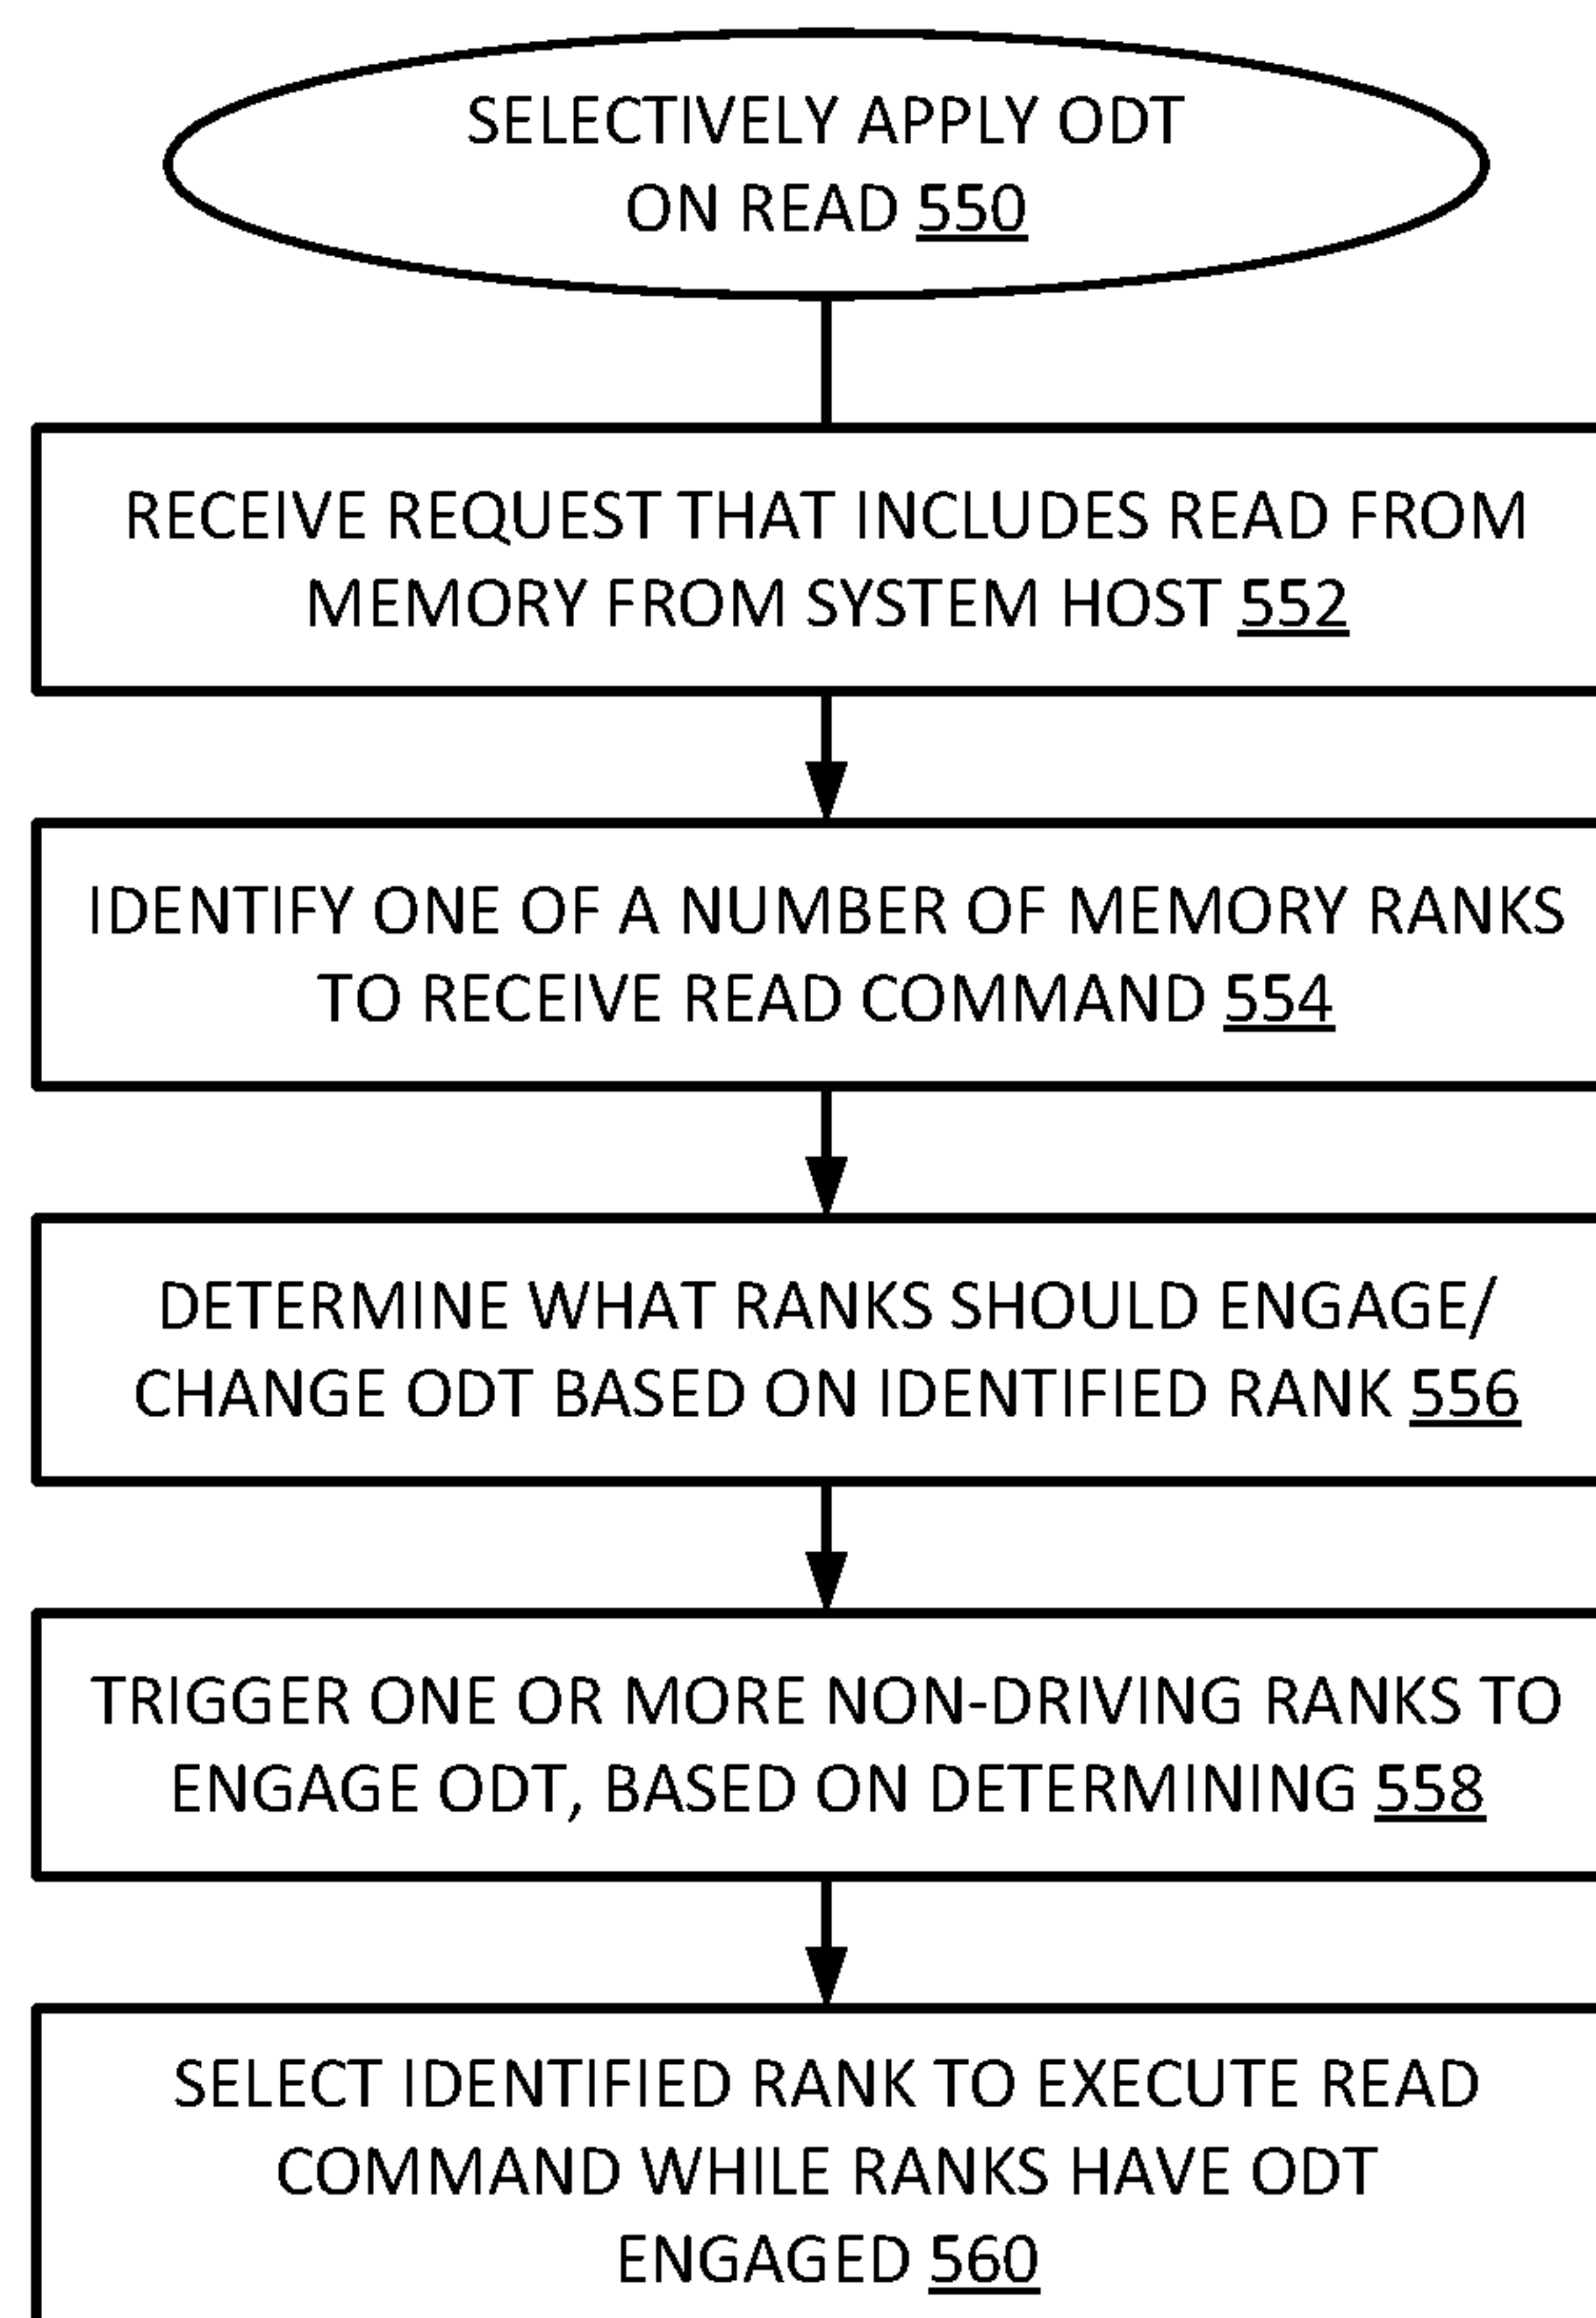 SELECTIVELY APPLY ODT
ON READ 550
RECEIVE REQUEST THAT INCLUDES READ FROM
MEMORY FROM SYSTEM HOST 552
IDENTIFY ONE OF A NUMBER OF MEMORY RANKS
TO RECEIVE READ COMMAND 554
DETERMINE WHAT RANKS SHOULD ENGAGE/
CHANGE ODT BASED ON IDENTIFIED RANK 556
TRIGGER ONE OR MORE NON-DRIVING RANKS TO
ENGAGE ODT, BASED ON DETERMINING 558
SELECT IDENTIFIED RANK TO EXECUTE READ
COMMAND WHILE RANKS HAVE ODT
ENGAGED 560